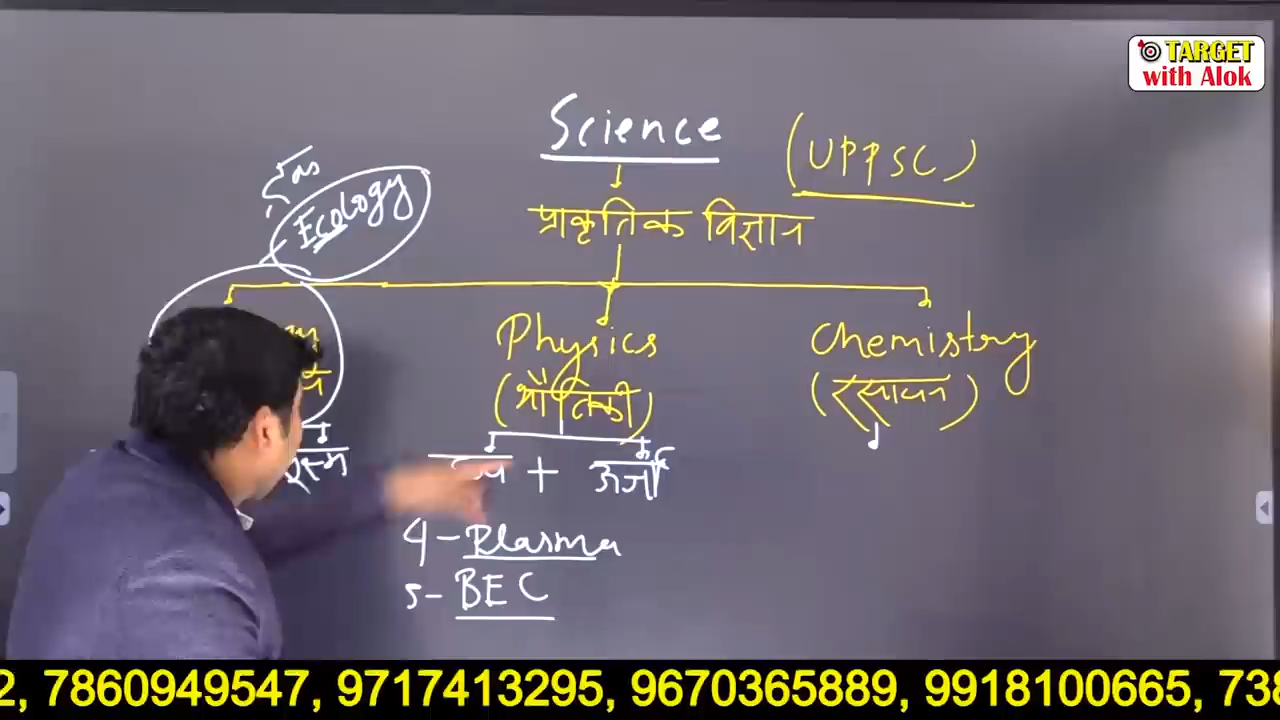 TARGET
with Alok
Science
(UPPSC)
Ecology
प्राकृतिक विज्ञान
Physics
Chemistry
(भौतिकी)
(रसायन)
+ ऊर्जा
4- Plasma
5- BEC
2, 7860949547, 9717413295, 9670365889, 9918100665, 738